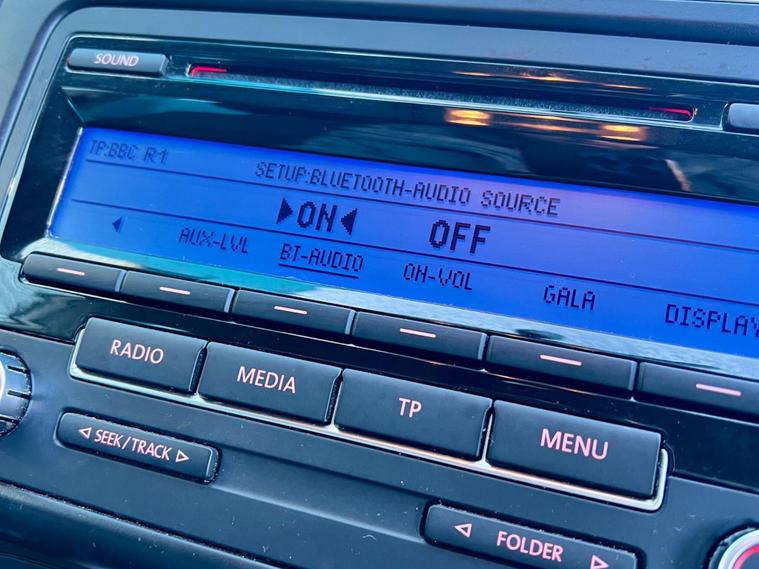 SOUND
TP:BBC R1
SETUP:BLUETOOTH-AUDIO SOURCE
ON OFF
AUX-LVL BT-AUDIO ON-VOL GALA DISPLAY
RADIO MEDIA TP MENU
SEEK/TRACK
FOLDER